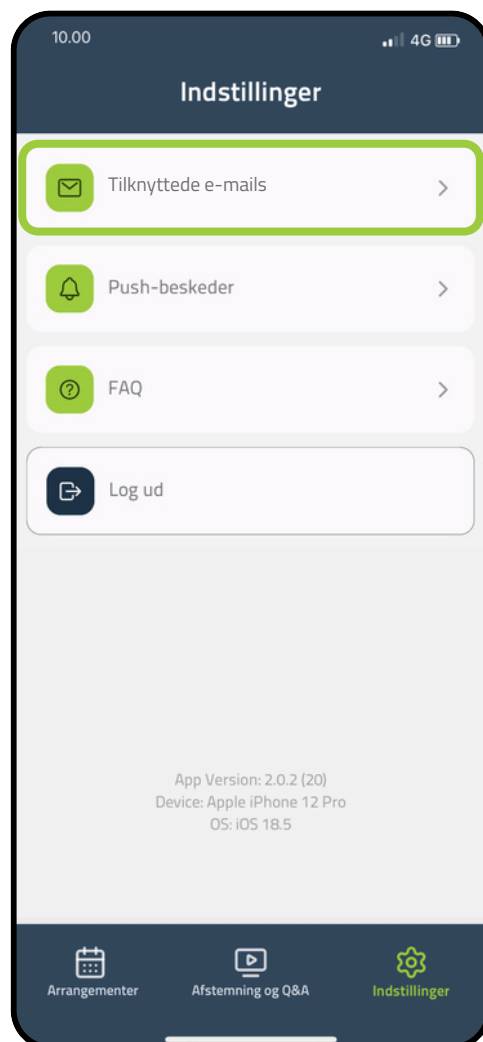 10.00 4G
Indstillinger
Tilknyttede e-mails
Push-beskeder
FAQ
Log ud
App Version: 2.0.2 (20)
Device: Apple iPhone 12 Pro
OS: iOS 18.5
Arrangementer Afstemning og Q&A Indstillinger